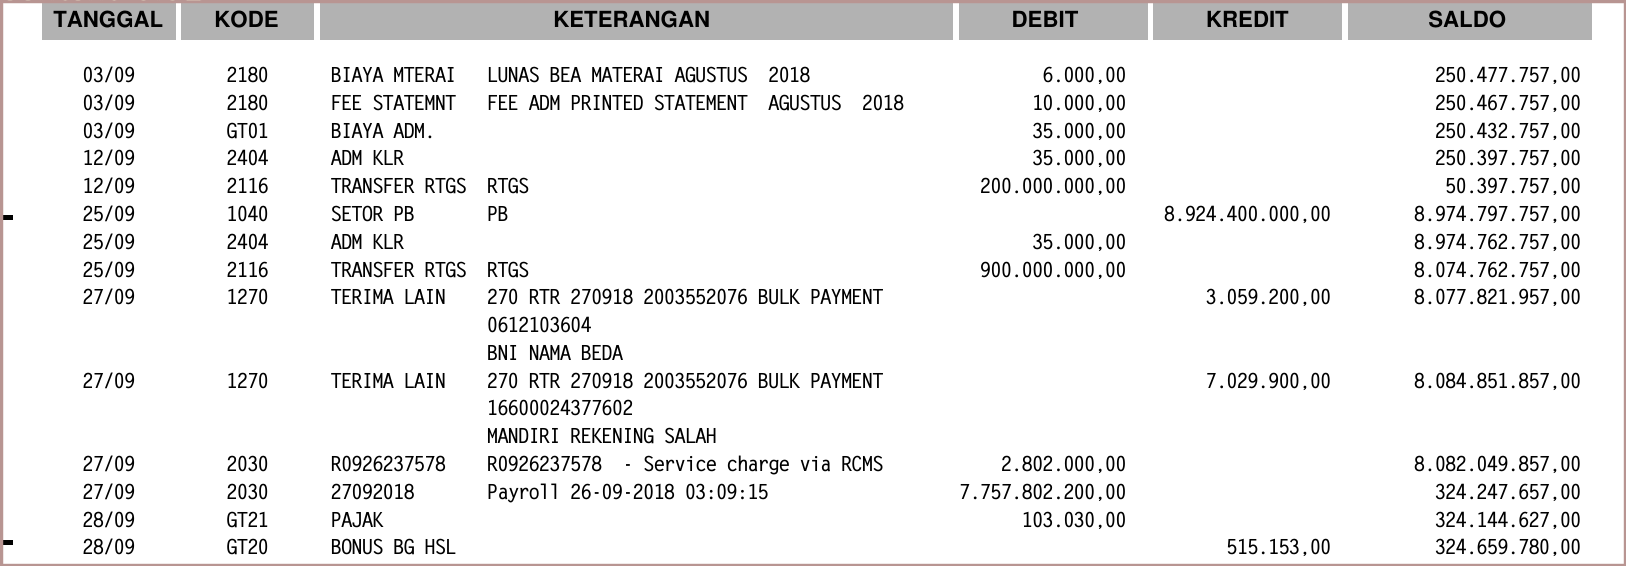 TANGGAL KODE KETERANGAN DEBIT KREDIT SALDO
03/09 2180 BIAYA MTERAI LUNAS BEA MATERAI AGUSTUS 2018 6.000,00 250.477.757,00
03/09 2180 FEE STATEMNT FEE ADM PRINTED STATEMENT AGUSTUS 2018 10.000,00 250.467.757,00
03/09 GT01 BIAYA ADM. 35.000,00 250.432.757,00
12/09 2404 ADM KLR 35.000,00 250.397.757,00
12/09 2116 TRANSFER RTGS RTGS 200.000.000,00 50.397.757,00
25/09 1040 SETOR PB PB 8.924.400.000,00 8.974.797.757,00
25/09 2404 ADM KLR 35.000,00 8.974.762.757,00
25/09 2116 TRANSFER RTGS RTGS 900.000.000,00 8.074.762.757,00
27/09 1270 TERIMA LAIN 270 RTR 270918 2003552076 BULK PAYMENT 3.059.200,00 8.077.821.957,00
0612103604
BNI NAMA BEDA
27/09 1270 TERIMA LAIN 270 RTR 270918 2003552076 BULK PAYMENT 7.029.900,00 8.084.851.857,00
16600024377602
MANDIRI REKENING SALAH
27/09 2030 R0926237578 R0926237578 - Service charge via RCMS 2.802.000,00 8.082.049.857,00
27/09 2030 27092018 Payroll 26-09-2018 03:09:15 7.757.802.200,00 324.247.657,00
28/09 GT21 PAJAK 103.030,00 324.144.627,00
28/09 GT20 BONUS BG HSL 515.153,00 324.659.780,00